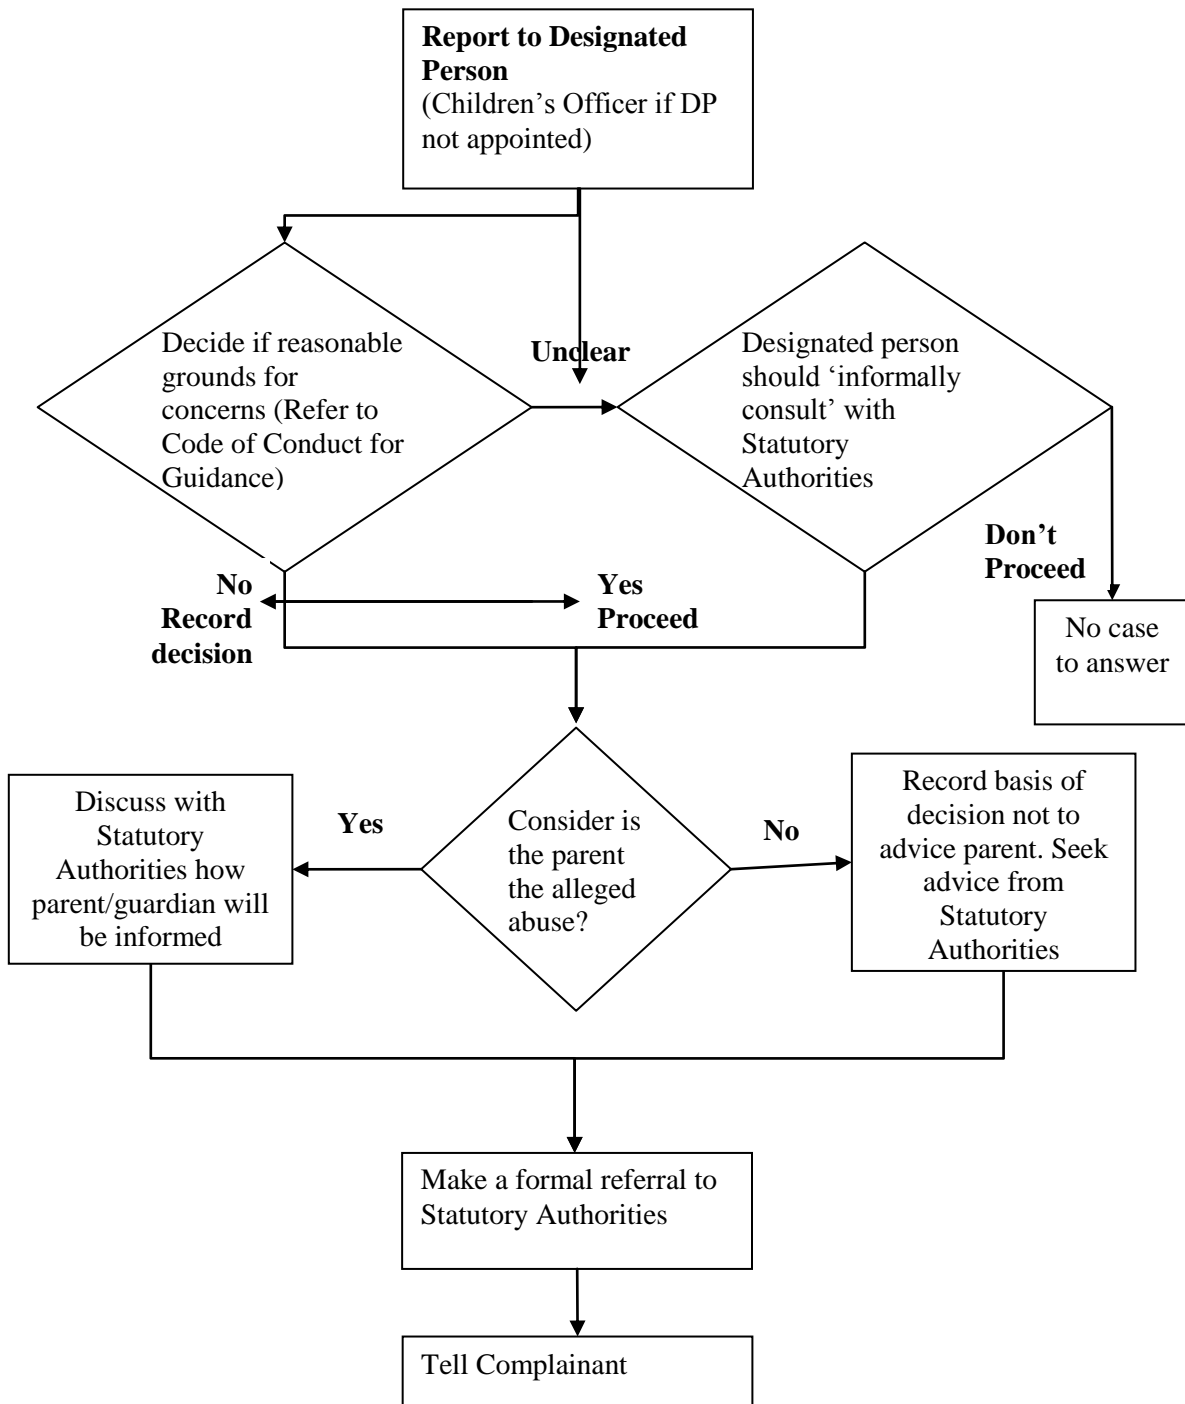 Report to Designated
Person
(Children’s Officer if DP
not appointed)
Decide if reasonable
grounds for
concerns (Refer to
Code of Conduct for
Guidance)
Unclear
Designated person
should ‘informally
consult’ with
Statutory
Authorities
No
Record
decision
Yes
Proceed
Don’t
Proceed
No case
to answer
Discuss with
Statutory
Authorities how
parent/guardian will
be informed
Yes
Consider is
the parent
the alleged
abuse?
No
Record basis of
decision not to
advice parent. Seek
advice from
Statutory
Authorities
Make a formal referral to
Statutory Authorities
Tell Complainant